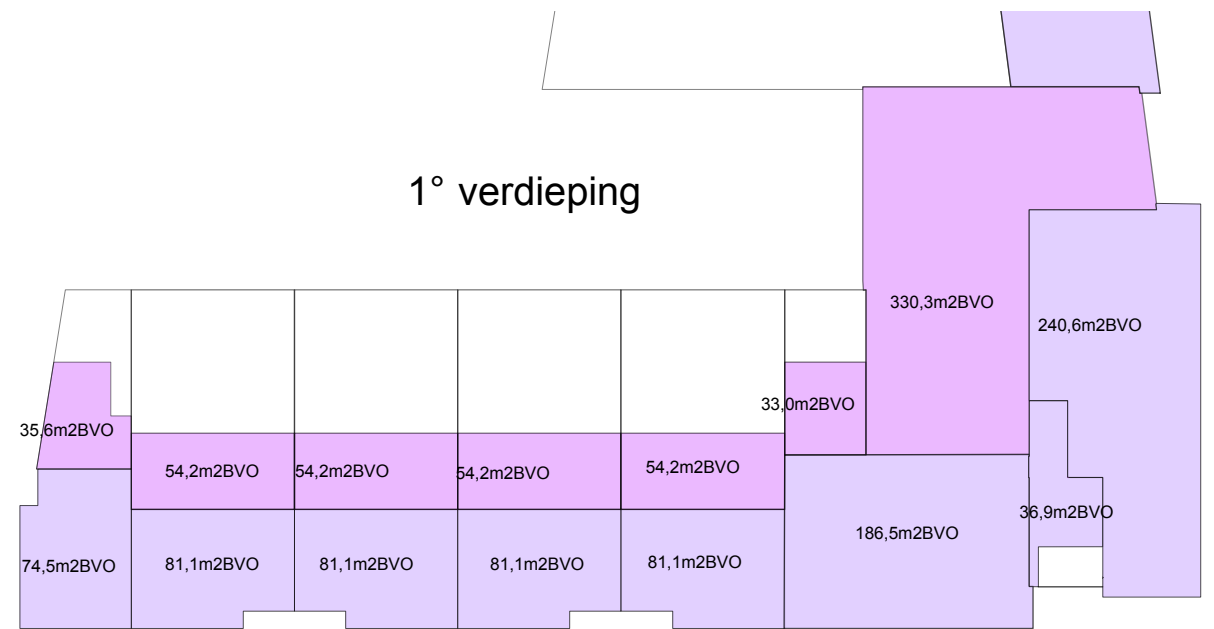 1° verdieping
330,3m2BVO
240,6m2BVO
33,0m2BVO
35,6m2BVO
54,2m2BVO
54,2m2BVO
54,2m2BVO
54,2m2BVO
36,9m2BVO
186,5m2BVO
74,5m2BVO
81,1m2BVO
81,1m2BVO
81,1m2BVO
81,1m2BVO